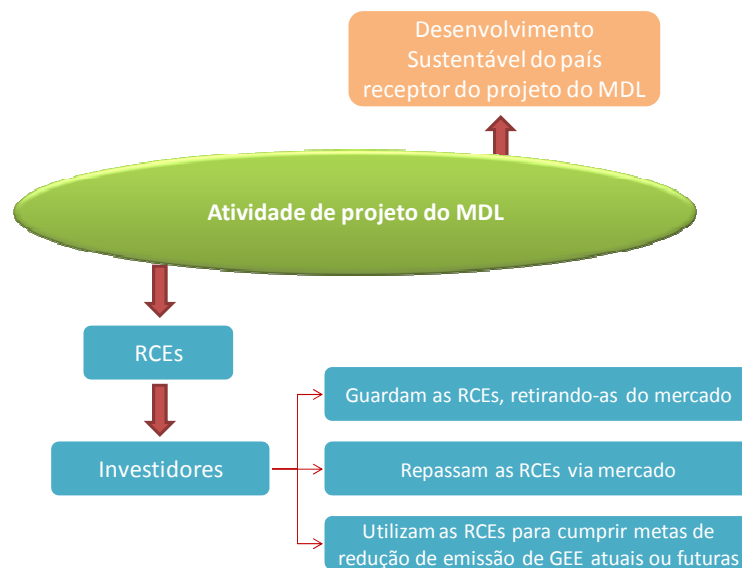 Desenvolvimento
Sustentável do país
receptor do projeto do MDL
Atividade de projeto do MDL
RCEs
Investidores
Guardam as RCEs, retirando-as do mercado
Repassam as RCEs via mercado
Utilizam as RCEs para cumprir metas de
redução de emissão de GEE atuais ou futuras